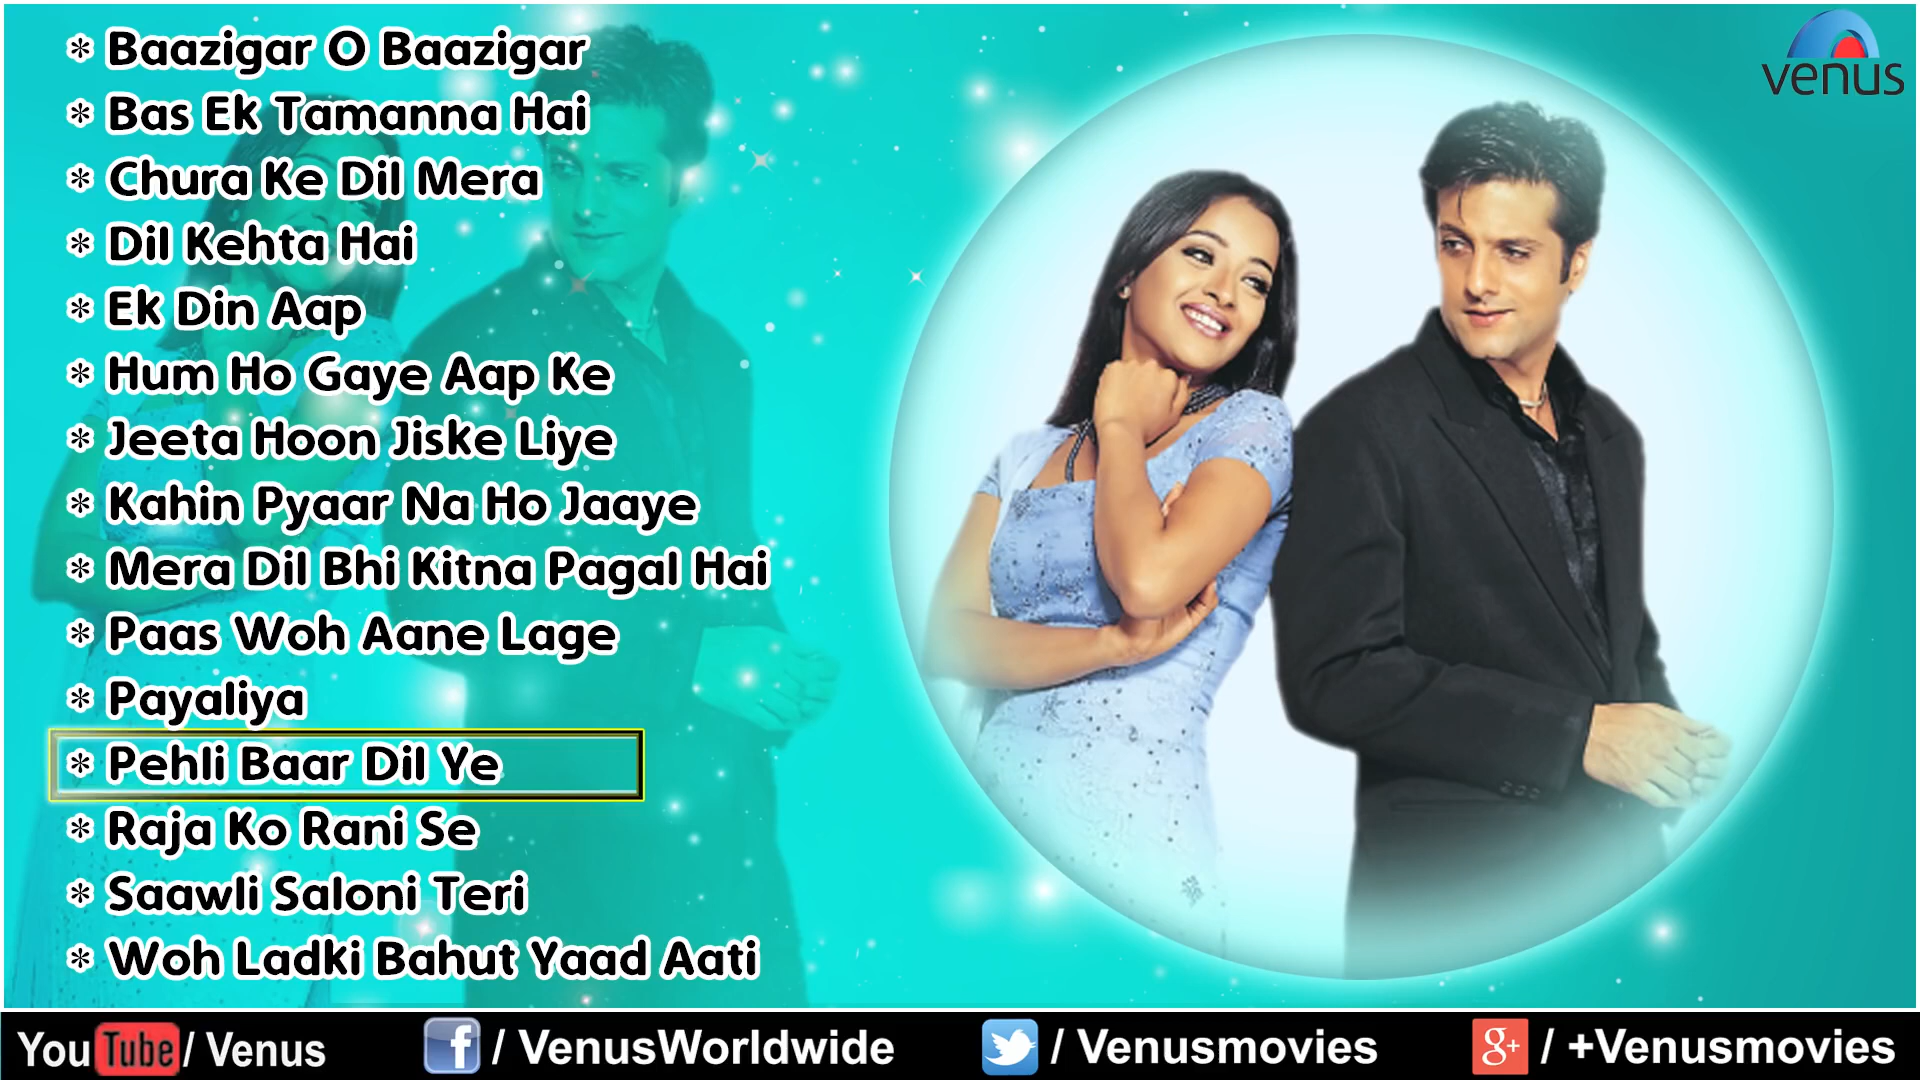 * Baazigar O Baazigar
* Bas Ek Tamanna Hai
* Chura Ke Dil Mera
* Dil Kehta Hai
* Ek Din Aap
* Hum Ho Gaye Aap Ke
* Jeeta Hoon Jiske Liye
* Kahin Pyaar Na Ho Jaaye
* Mera Dil Bhi Kitna Pagal Hai
* Paas Woh Aane Lage
* Payaliya
* Pehli Baar Dil Ye
* Raja Ko Rani Se
* Saawli Saloni Teri
* Woh Ladki Bahut Yaad Aati
venus
YouTube / Venus f / VenusWorldwide / Venusmovies g+ / +Venusmovies